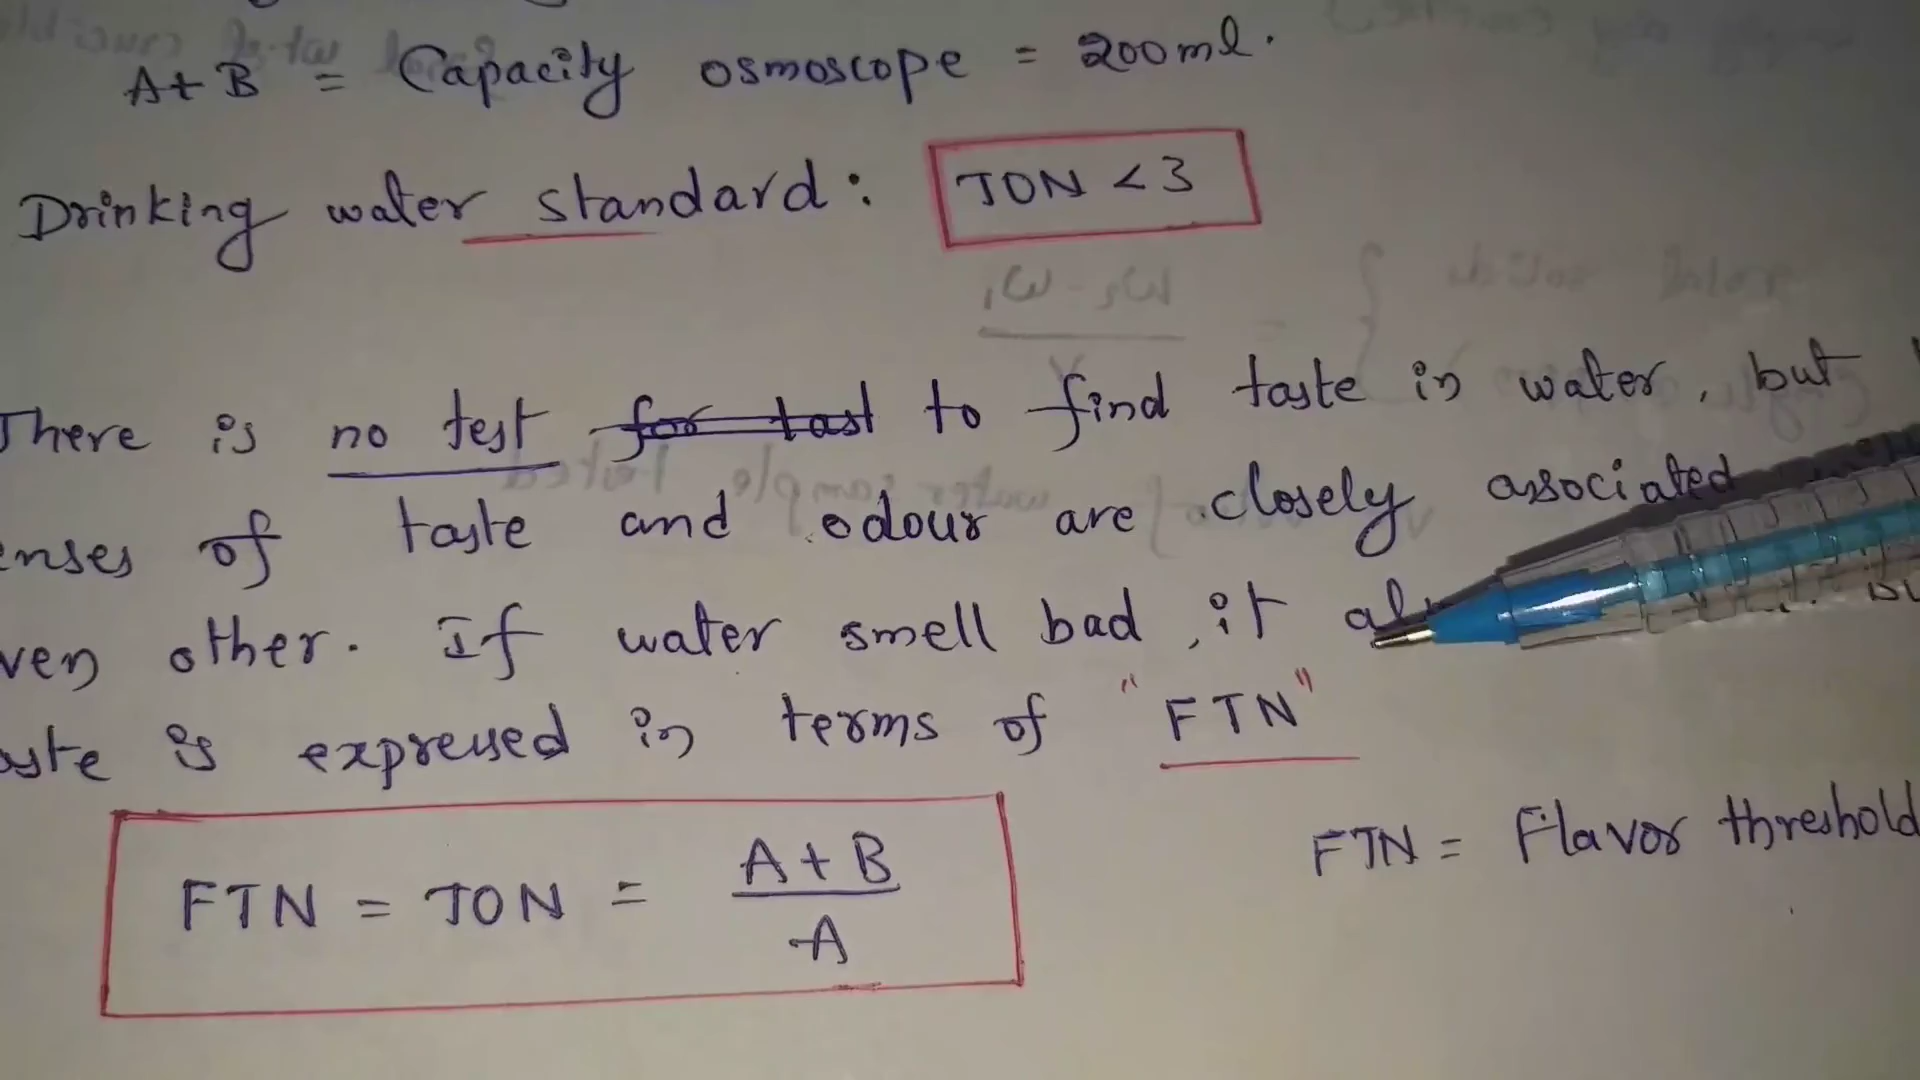 A+B = Capacity osmoscope = 200ml.
Drinking water standard: TON <3
There is no test for tast to find taste in water, but
enses of taste and odour are closely associated
ven other. If water smell bad, it al
aste is expressed in terms of "FTN"
FTN = Flavor threshold
FTN = TON = A+B
A